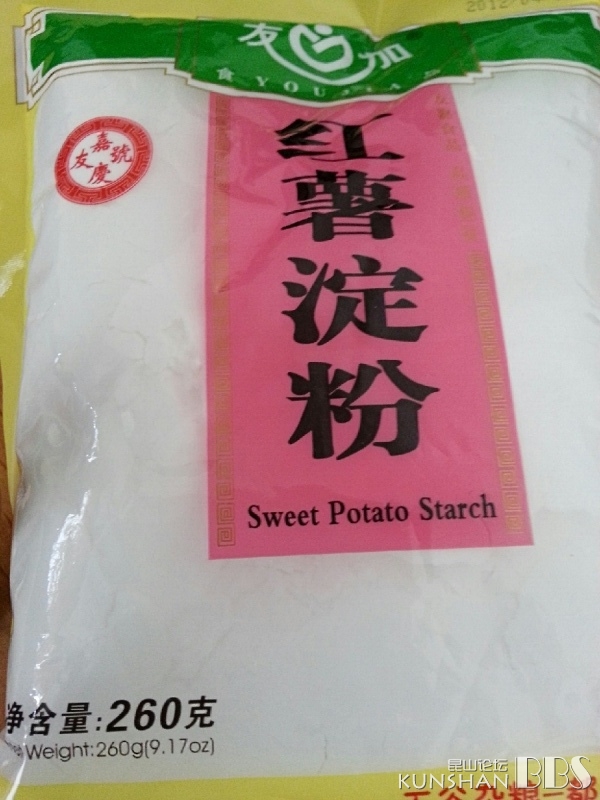 友加
食 YOU
嘉
友 號
慶
红薯淀粉
Sweet Potato Starch
净含量:260克
Weight:260g(9.17oz)
昆山论坛
KUNSHAN BBS